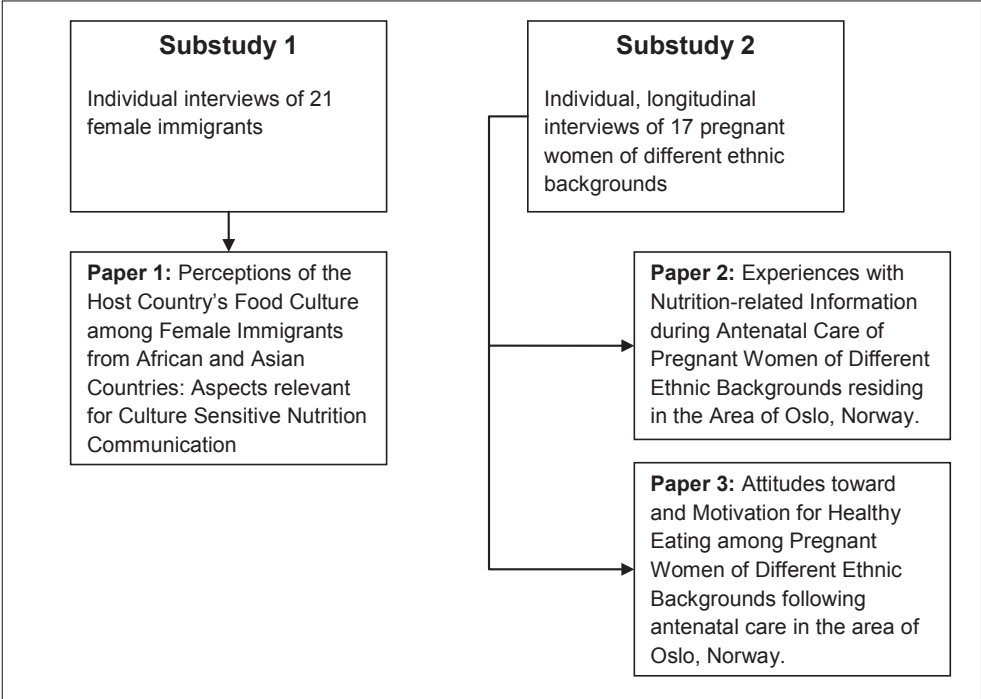 Substudy 1
Individual interviews of 21
female immigrants
Paper 1: Perceptions of the
Host Country’s Food Culture
among Female Immigrants
from African and Asian
Countries: Aspects relevant
for Culture Sensitive Nutrition
Communication
Substudy 2
Individual, longitudinal
interviews of 17 pregnant
women of different ethnic
backgrounds
Paper 2: Experiences with
Nutrition-related Information
during Antenatal Care of
Pregnant Women of Different
Ethnic Backgrounds residing
in the Area of Oslo, Norway.
Paper 3: Attitudes toward
and Motivation for Healthy
Eating among Pregnant
Women of Different Ethnic
Backgrounds following
antenatal care in the area of
Oslo, Norway.